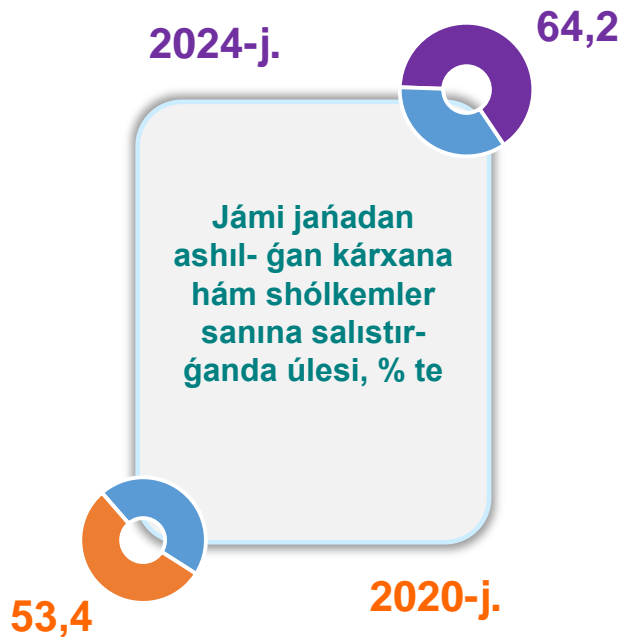 2024-j.
64,2
Jámi jańadan
ashıl- ǵan kárxana
hám shólkemler
sanına salıstır-
ǵanda úlesi, % te
2020-j.
53,4